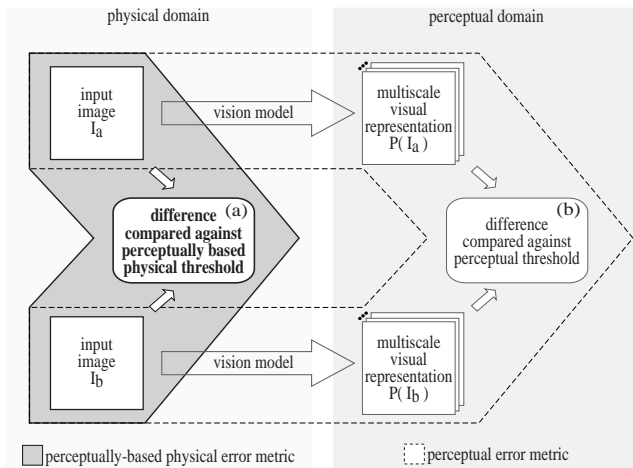 physical domain
perceptual domain
input
image
Ia
vision model
multiscale
visual
representation
P( Ia )
(a)
difference
compared against
perceptually based
physical threshold
(b)
difference
compared against
perceptual threshold
input
image
Ib
vision model
multiscale
visual
representation
P( Ib )
perceptually-based physical error metric
perceptual error metric